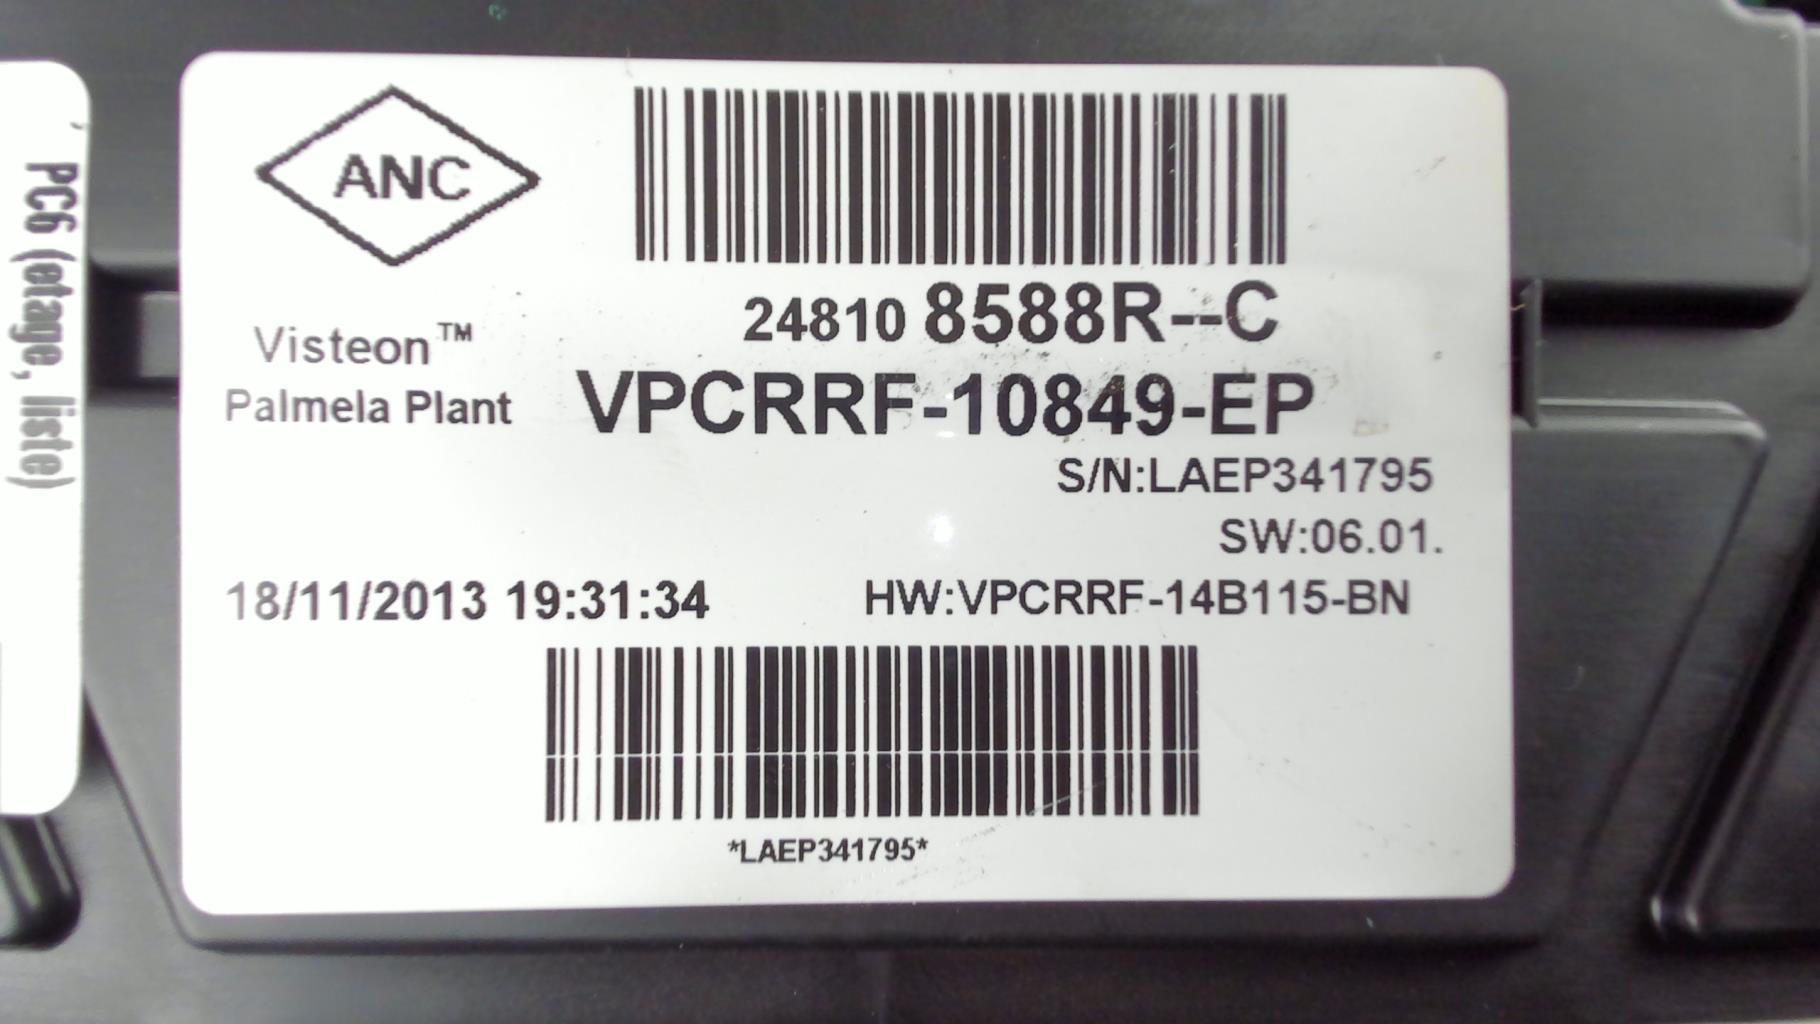 ANC
24810 8588R--C
Visteon™
Palmela Plant
VPCRRF-10849-EP
S/N:LAEP341795
SW:06.01.
18/11/2013 19:31:34
HW:VPCRRF-14B115-BN
*LAEP341795*
PC6 (etage, liste)